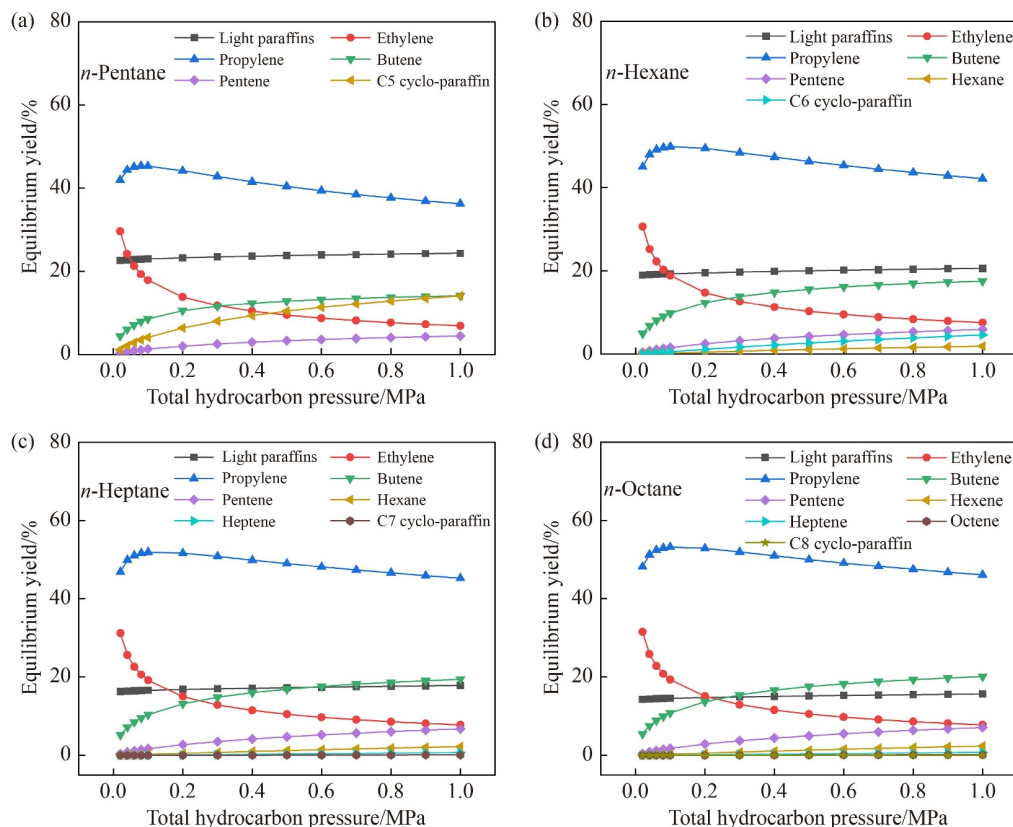 (a)
Equilibrium yield/%
80
60
40
20
0
n-Pentane
Light paraffins
Ethylene
Propylene
Butene
Pentene
C5 cyclo-paraffin
0.0 0.2 0.4 0.6 0.8 1.0
Total hydrocarbon pressure/MPa
(b)
Equilibrium yield/%
80
60
40
20
0
n-Hexane
Light paraffins
Ethylene
Propylene
Butene
Pentene
Hexane
C6 cyclo-paraffin
0.0 0.2 0.4 0.6 0.8 1.0
Total hydrocarbon pressure/MPa
(c)
Equilibrium yield/%
80
60
40
20
0
n-Heptane
Light paraffins
Ethylene
Propylene
Butene
Pentene
Hexane
Heptene
C7 cyclo-paraffin
0.0 0.2 0.4 0.6 0.8 1.0
Total hydrocarbon pressure/MPa
(d)
Equilibrium yield/%
80
60
40
20
0
n-Octane
Light paraffins
Ethylene
Propylene
Butene
Pentene
Hexene
Heptene
Octene
C8 cyclo-paraffin
0.0 0.2 0.4 0.6 0.8 1.0
Total hydrocarbon pressure/MPa